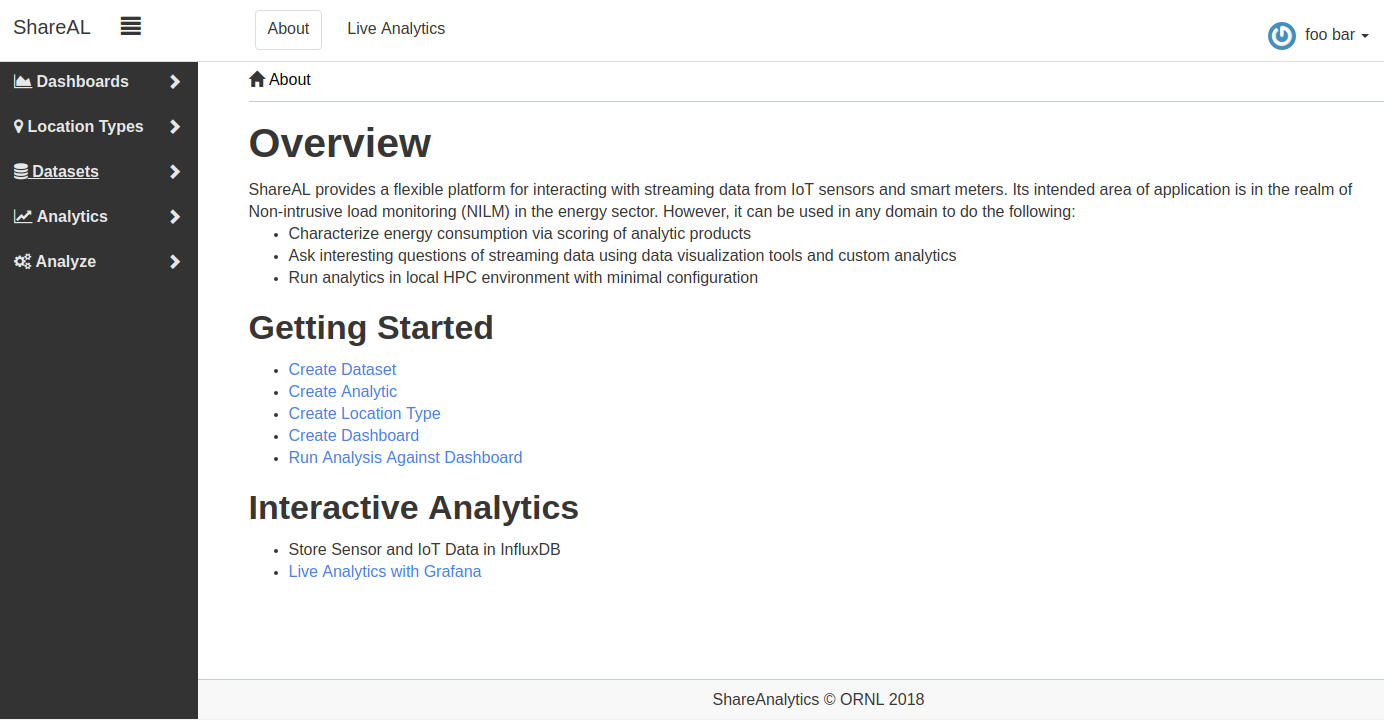 ShareAL
About
Live Analytics
foo bar
Dashboards
Location Types
Datasets
Analytics
Analyze
About
Overview
ShareAL provides a flexible platform for interacting with streaming data from IoT sensors and smart meters. Its intended area of application is in the realm of
Non-intrusive load monitoring (NILM) in the energy sector. However, it can be used in any domain to do the following:
• Characterize energy consumption via scoring of analytic products
• Ask interesting questions of streaming data using data visualization tools and custom analytics
• Run analytics in local HPC environment with minimal configuration
Getting Started
• Create Dataset
• Create Analytic
• Create Location Type
• Create Dashboard
• Run Analysis Against Dashboard
Interactive Analytics
• Store Sensor and IoT Data in InfluxDB
• Live Analytics with Grafana
ShareAnalytics © ORNL 2018